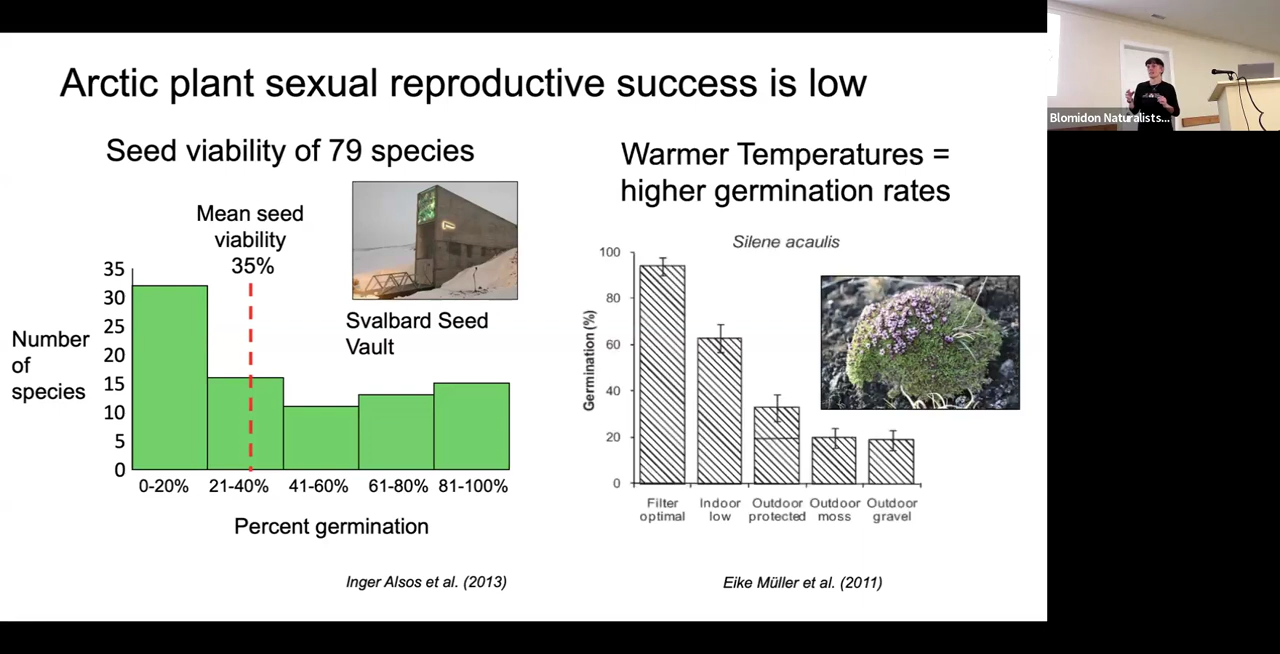 Arctic plant sexual reproductive success is low
Seed viability of 79 species
Mean seed
viability
35%
35
30
25
20
15
10
5
0
Number
of
species
0-20%
21-40%
41-60%
61-80%
81-100%
Percent germination
Svalbard Seed
Vault
Inger Alsos et al. (2013)
Warmer Temperatures =
higher germination rates
Silene acaulis
100
80
60
40
20
0
Germination (%)
Filter
optimal
Indoor
low
Outdoor
protected
Outdoor
moss
Outdoor
gravel
Eike Müller et al. (2011)
Blomidon Naturalists...